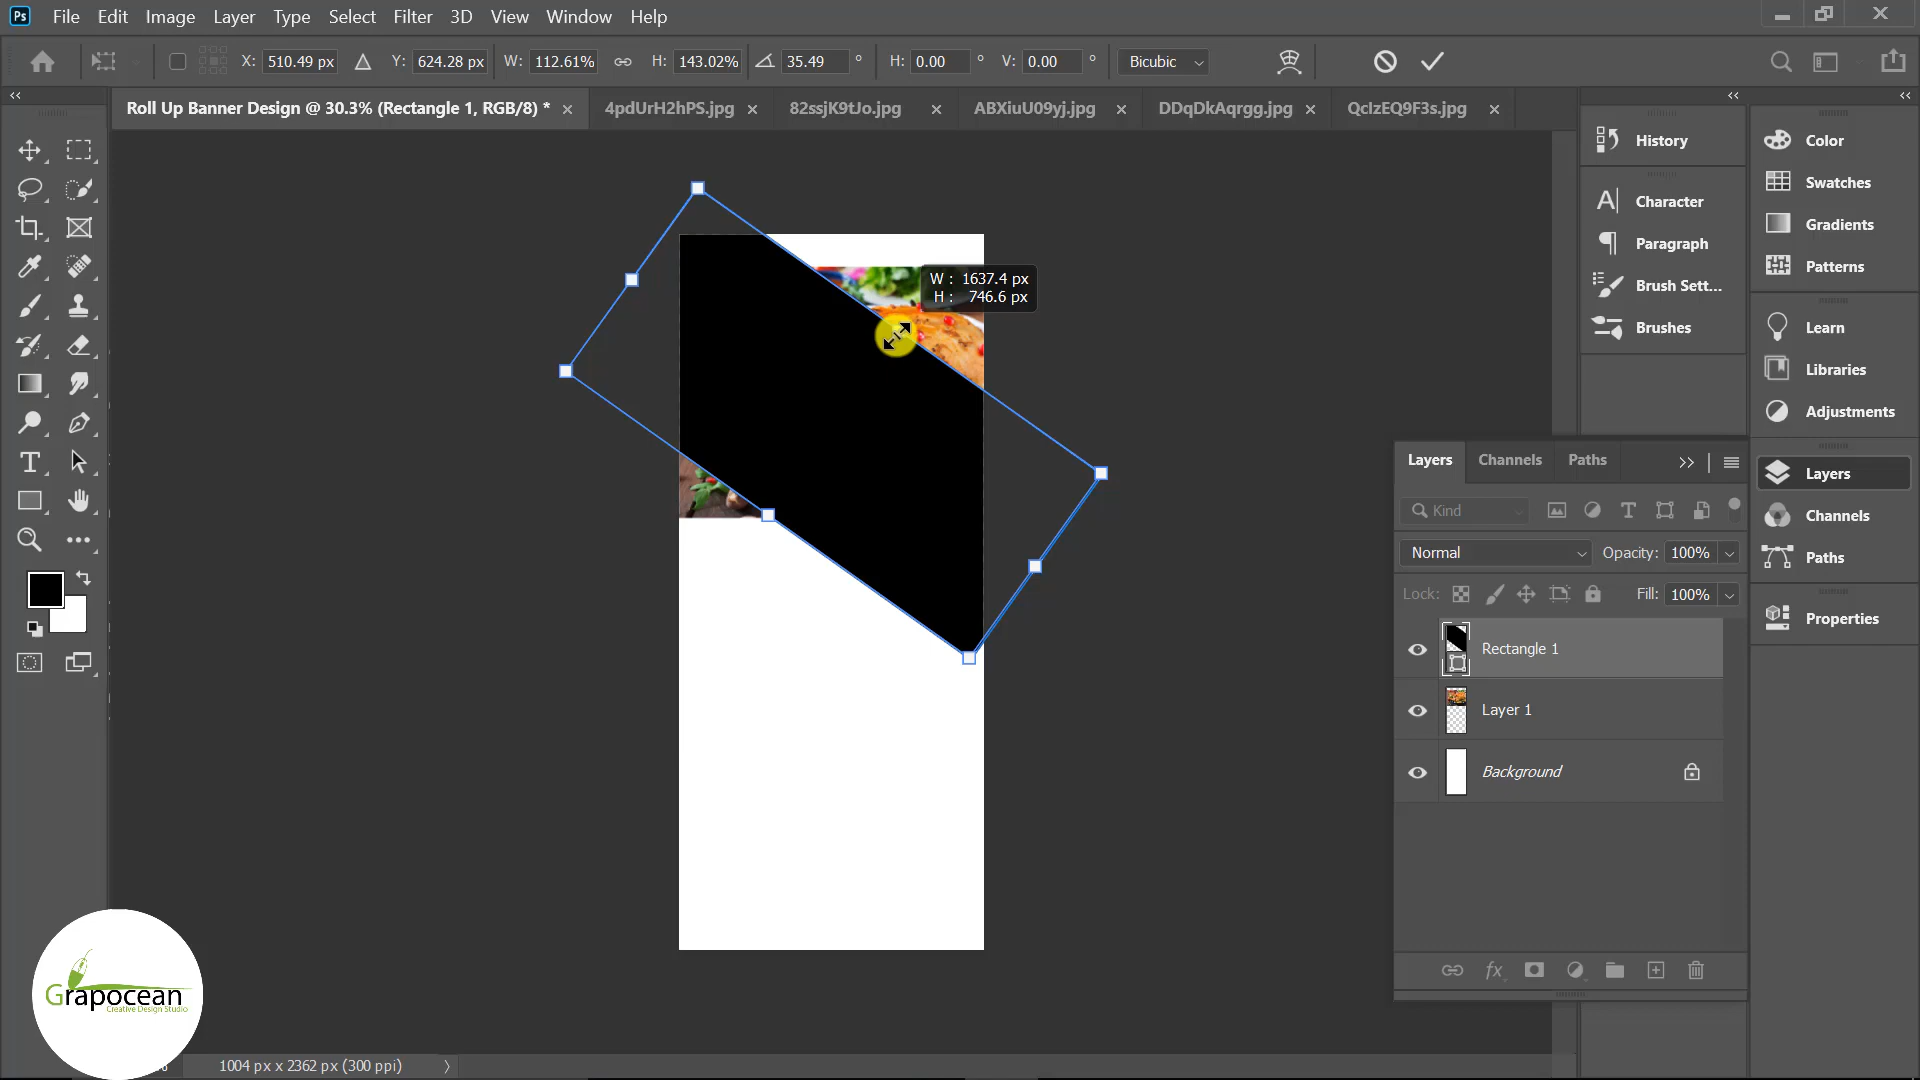 Ps File Edit Image Layer Type Select Filter 3D View Window Help
X: 510.49 px Y: 624.28 px W: 112.61% H: 143.02% 35.49 ° H: 0.00 ° V: 0.00 ° Bicubic
Roll Up Banner Design @ 30.3% (Rectangle 1, RGB/8) * 4pdUrH2hPS.jpg 82ssjK9tJo.jpg ABXiuU09yj.jpg DDqDkAqrgg.jpg QcIzEQ9F3s.jpg
History
Character
Paragraph
Brush Sett...
Brushes
Color
Swatches
Gradients
Patterns
Learn
Libraries
Adjustments
Layers
Channels
Paths
Properties
W : 1637.4 px
H : 746.6 px
Layers Channels Paths
Kind
Normal Opacity: 100%
Lock: Fill: 100%
Rectangle 1
Layer 1
Background
fx
Grapocean
Creative Design Studio
1004 px x 2362 px (300 ppi)